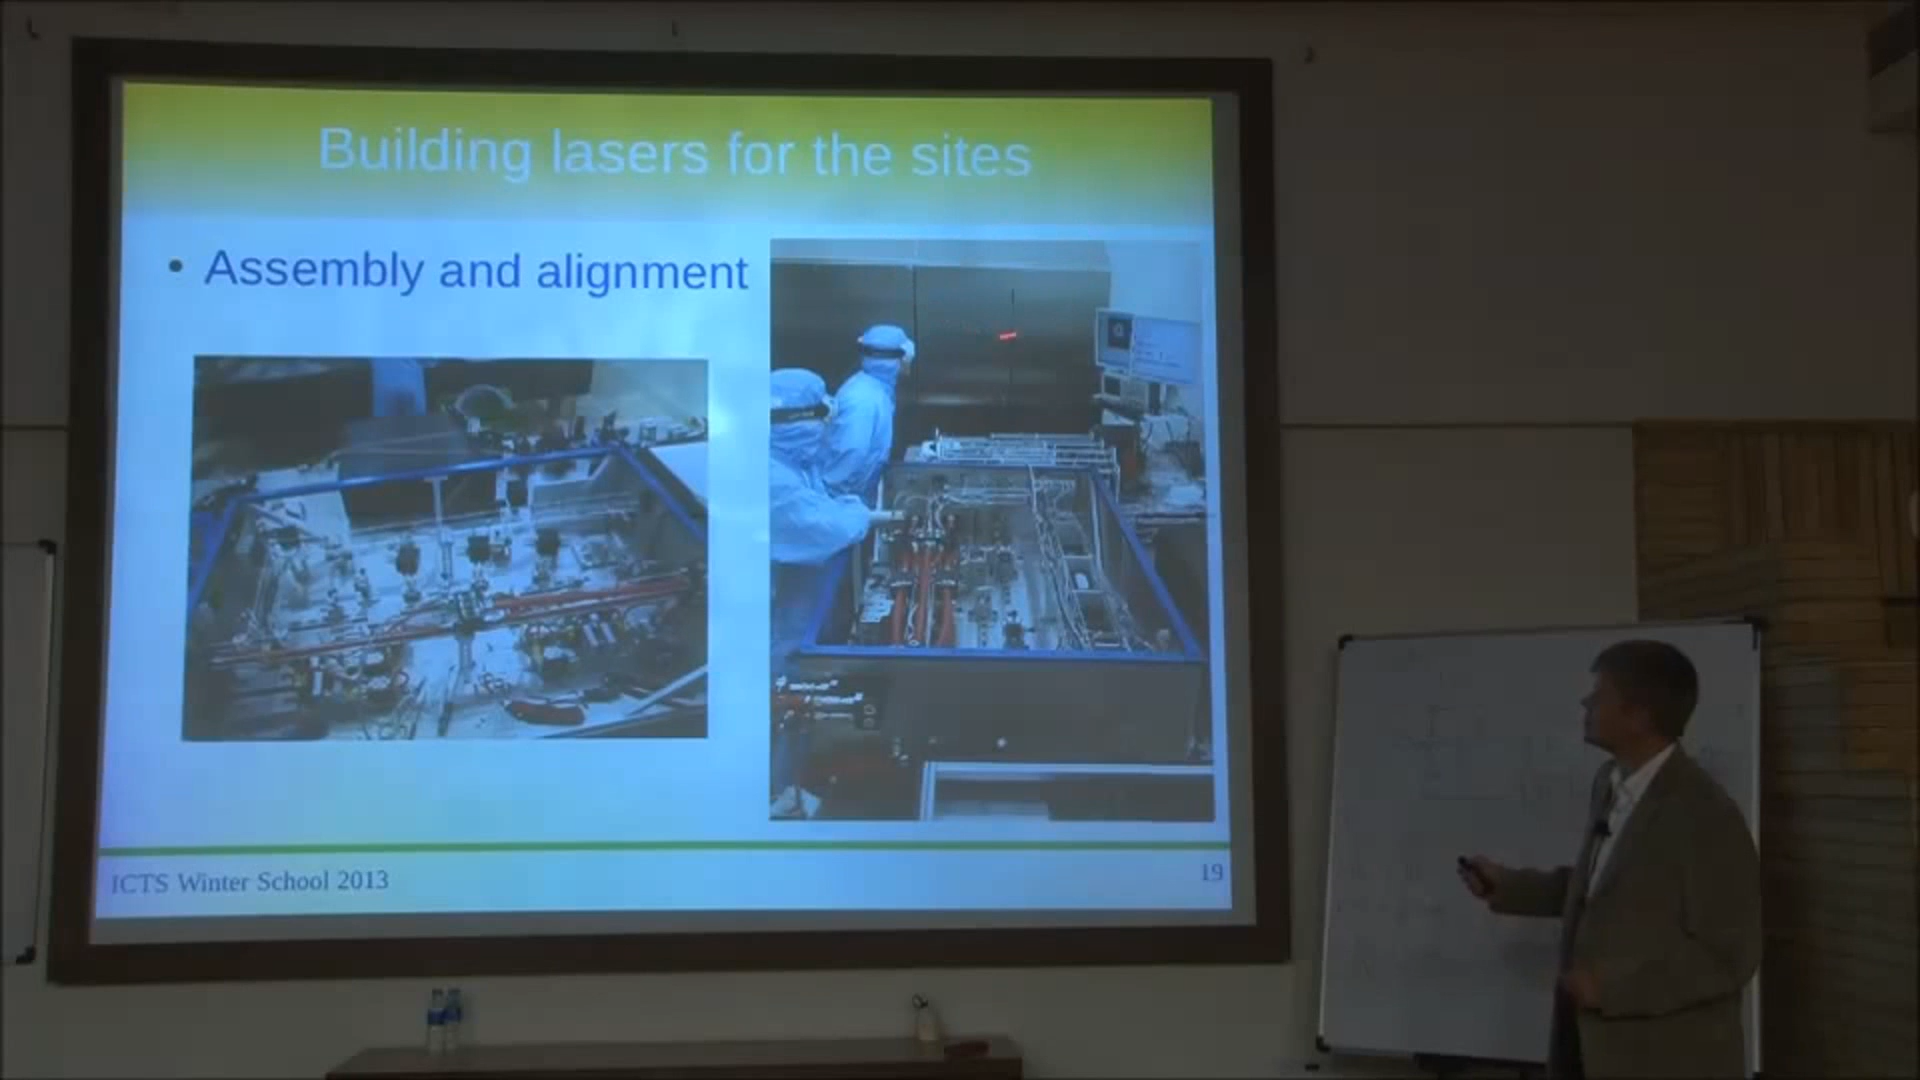 Building lasers for the sites
• Assembly and alignment
ICTS Winter School 2013
19